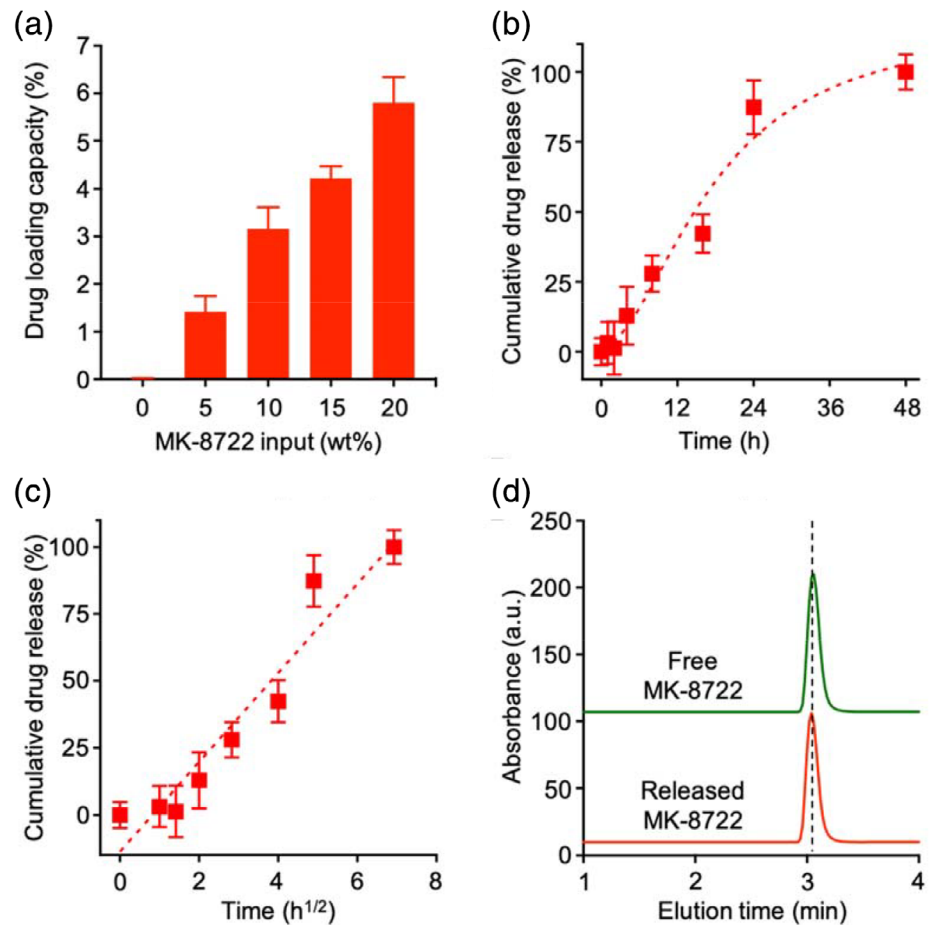 (a)
Drug loading capacity (%)
7
6
5
4
3
2
1
0
0 5 10 15 20
MK-8722 input (wt%)
(b)
Cumulative drug release (%)
100
75
50
25
0
0 12 24 36 48
Time (h)
(c)
Cumulative drug release (%)
100
75
50
25
0
0 2 4 6 8
Time (h1/2)
(d)
Absorbance (a.u.)
250
200
150
100
50
0
Free
MK-8722
Released
MK-8722
1 2 3 4
Elution time (min)